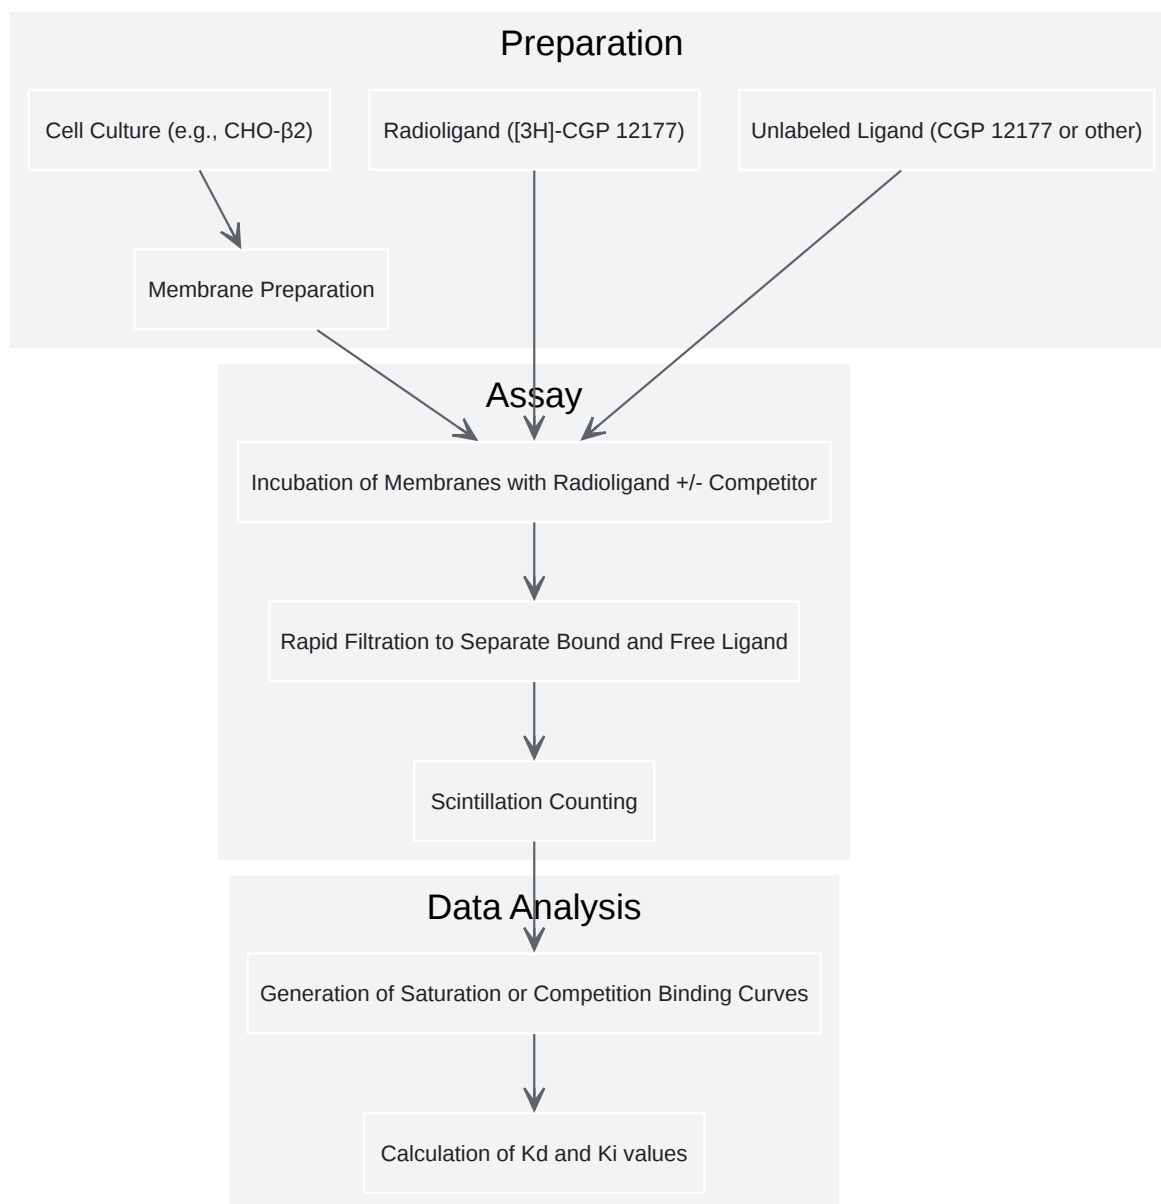 Preparation
Cell Culture (e.g., CHO-β2)
Radioligand ([3H]-CGP 12177)
Unlabeled Ligand (CGP 12177 or other)
Membrane Preparation
Assay
Incubation of Membranes with Radioligand +/- Competitor
Rapid Filtration to Separate Bound and Free Ligand
Scintillation Counting
Data Analysis
Generation of Saturation or Competition Binding Curves
Calculation of Kd and Ki values